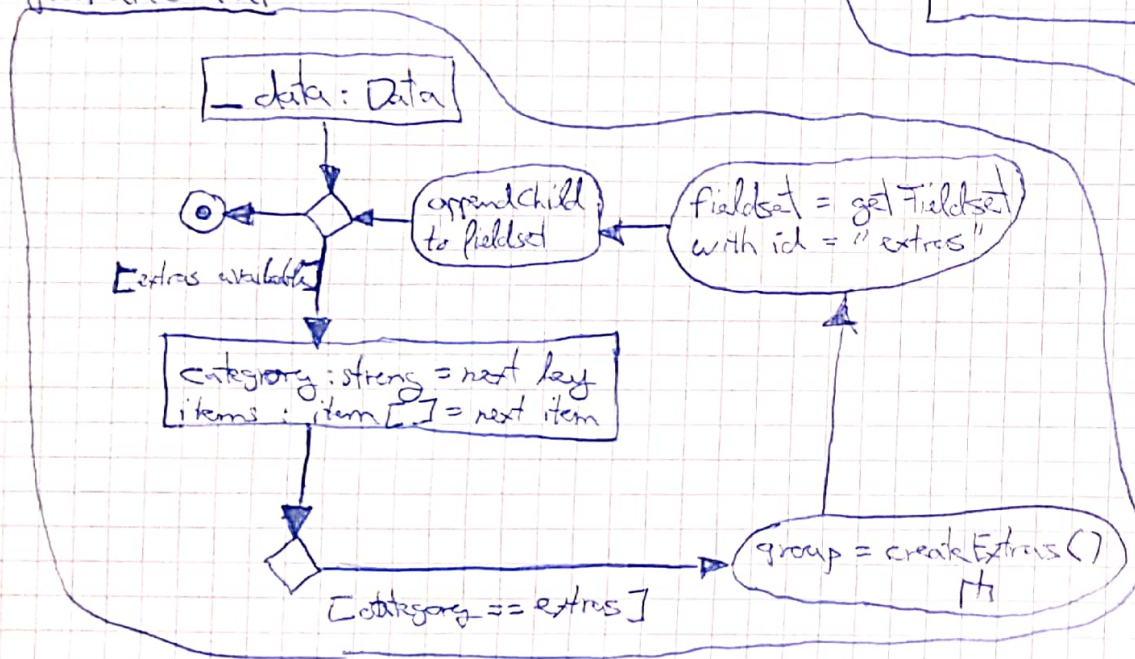 _data: Data
appendChild
to fieldset
fieldset = getFieldset
with id = "extras"
[extras available]
category: streng = next key
items: item[] = next item
group = createExtras()
[category == extras]